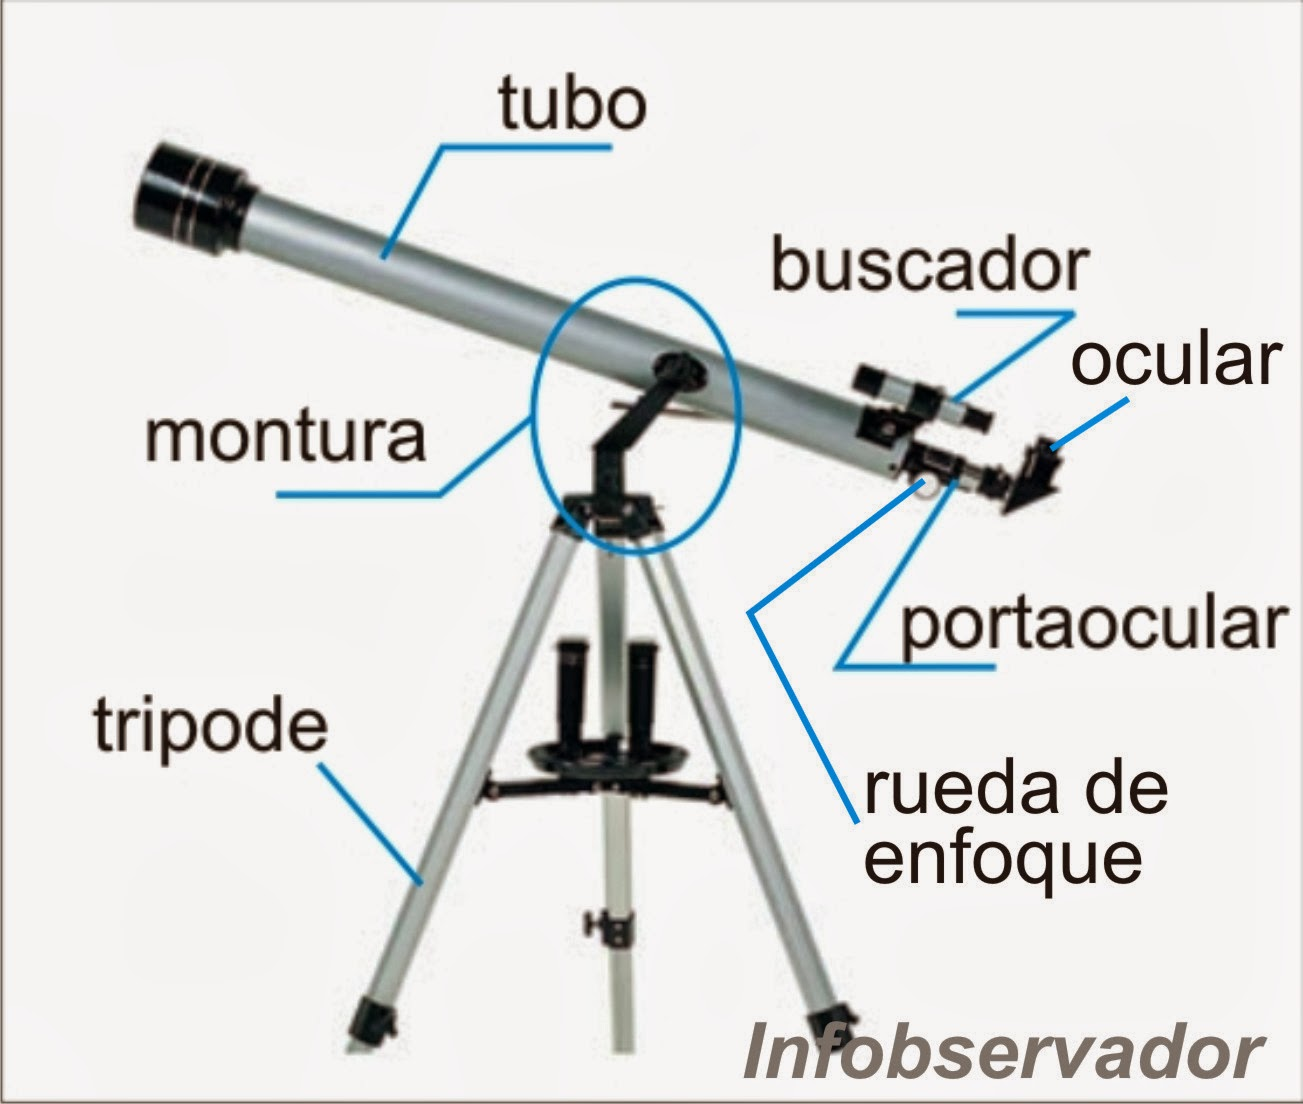 tubo
buscador
ocular
montura
portaocular
tripode
rueda de
enfoque
Infobservador